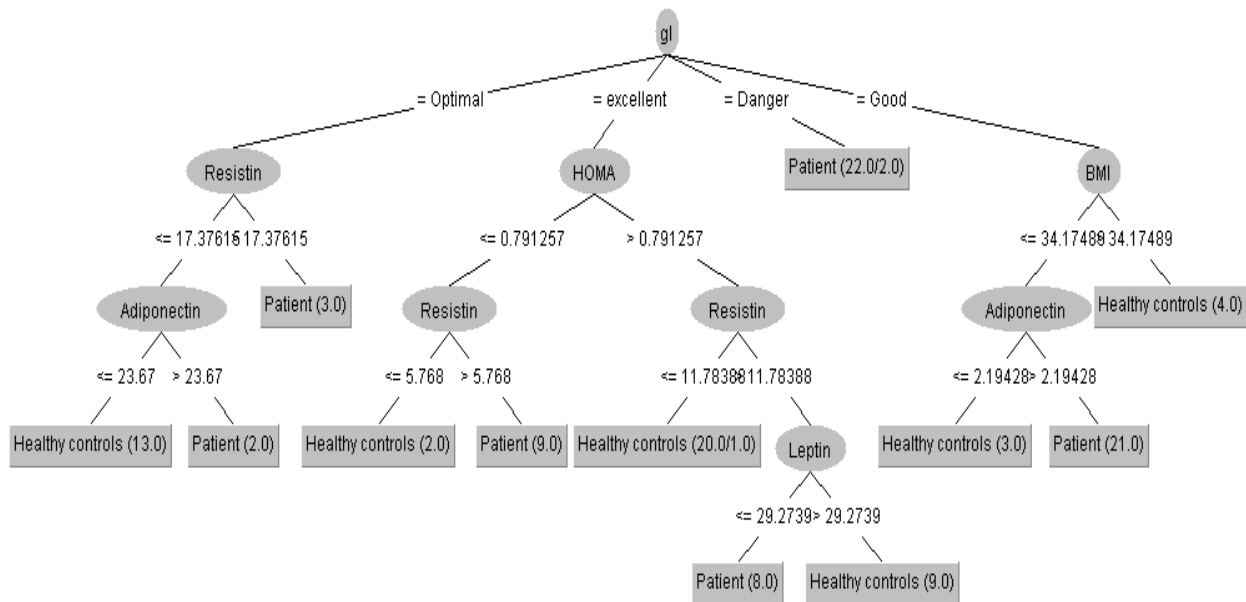 gl
= Optimal = excellent = Danger = Good
Resistin HOMA Patient (22.0/2.0) BMI
<= 17.37615 > 17.37615 <= 0.791257 > 0.791257 <= 34.17489 > 34.17489
Adiponectin Patient (3.0) Resistin Resistin Adiponectin Healthy controls (4.0)
<= 23.67 > 23.67 <= 5.768 > 5.768 <= 11.78388 > 11.78388 <= 2.19428 > 2.19428
Healthy controls (13.0) Patient (2.0) Healthy controls (2.0) Patient (9.0) Healthy controls (20.0/1.0) Leptin Healthy controls (3.0) Patient (21.0)
<= 29.2739 > 29.2739
Patient (8.0) Healthy controls (9.0)